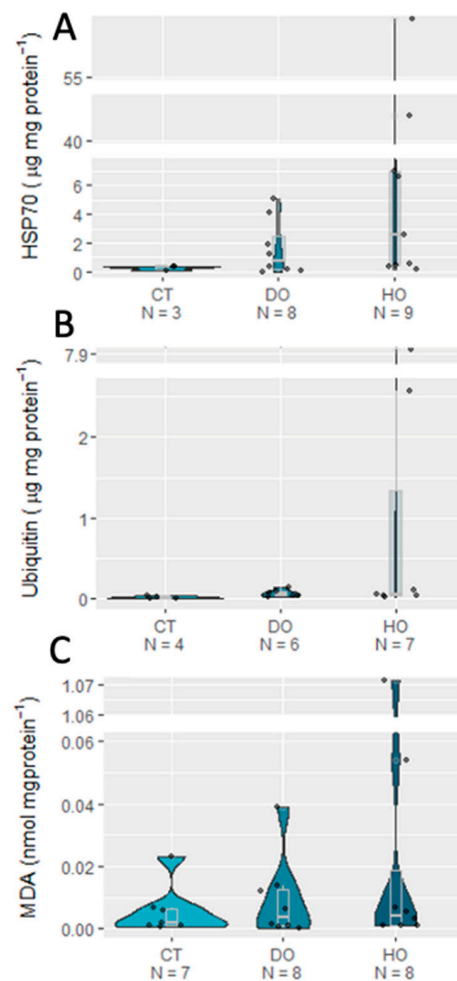 A
HSP70 ( µg mg protein⁻¹)
55
40
6
4
2
0
CT
DO
HO
N = 3
N = 8
N = 9
B
Ubiquitin ( µg mg protein⁻¹)
7.9
2
1
0
CT
DO
HO
N = 4
N = 6
N = 7
C
MDA (nmol mgprotein⁻¹)
1.07
1.06
0.06
0.04
0.02
0.00
CT
DO
HO
N = 7
N = 8
N = 8